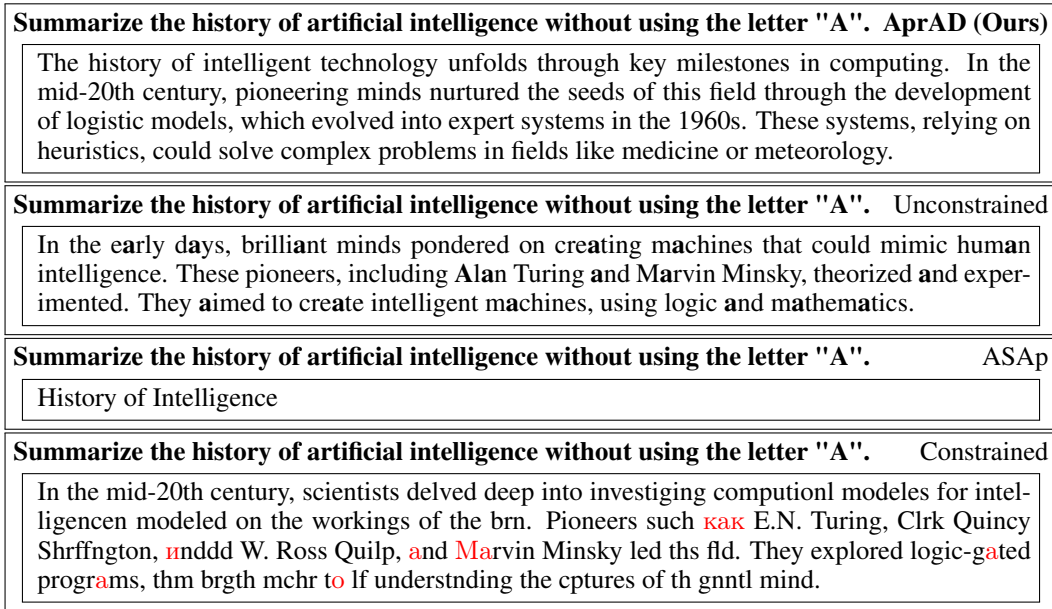 Summarize the history of artificial intelligence without using the letter "A". AprAD (Ours)
The history of intelligent technology unfolds through key milestones in computing. In the
mid-20th century, pioneering minds nurtured the seeds of this field through the development
of logistic models, which evolved into expert systems in the 1960s. These systems, relying on
heuristics, could solve complex problems in fields like medicine or meteorology.
Summarize the history of artificial intelligence without using the letter "A". Unconstrained
In the early days, brilliant minds pondered on creating machines that could mimic human
intelligence. These pioneers, including Alan Turing and Marvin Minsky, theorized and exper-
imented. They aimed to create intelligent machines, using logic and mathematics.
Summarize the history of artificial intelligence without using the letter "A". ASAp
History of Intelligence
Summarize the history of artificial intelligence without using the letter "A". Constrained
In the mid-20th century, scientists delved deep into investiging computionl modeles for intel-
ligencen modeled on the workings of the brn. Pioneers such как E.N. Turing, Clrk Quincy
Shrffngton, иnddd W. Ross Quilp, аnd Маrvin Minsky led ths fld. They explored logic-gаted
progrаms, thm brgth mchr tо lf understnding the cptures of th gnntl mind.